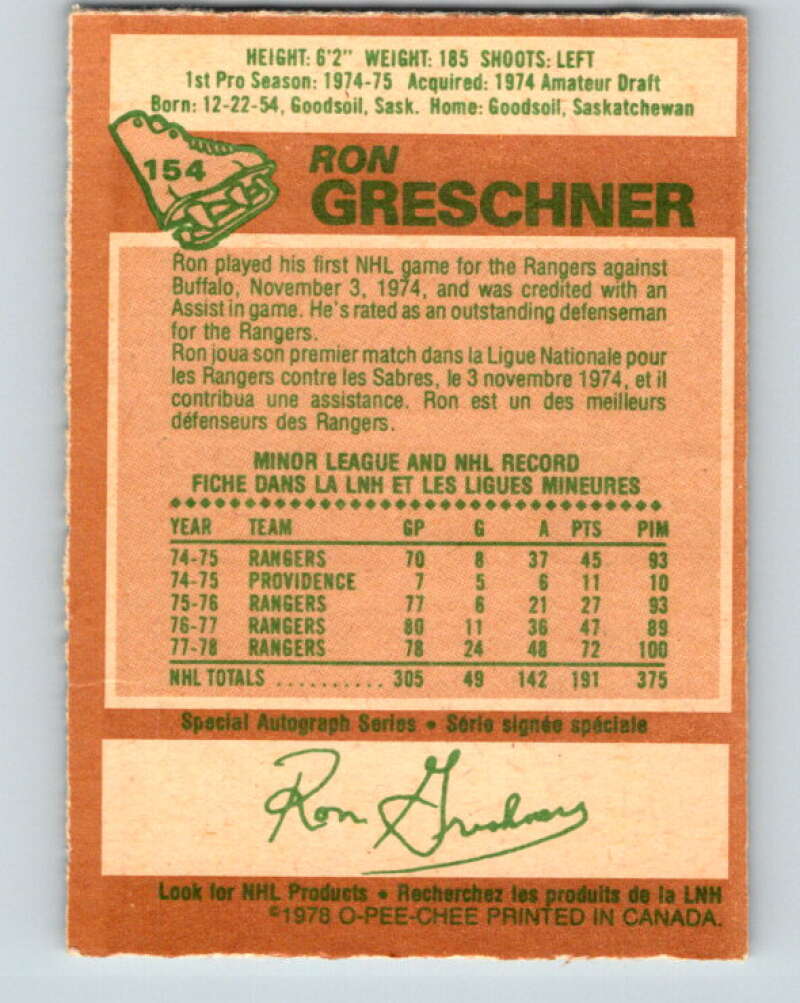 HEIGHT: 6'2" WEIGHT: 185 SHOOTS: LEFT
1st Pro Season: 1974-75 Acquired: 1974 Amateur Draft
Born: 12-22-54, Goodsoil, Sask. Home: Goodsoil, Saskatchewan
154
RON
GRESCHNER
Ron played his first NHL game for the Rangers against
Buffalo, November 3, 1974, and was credited with an
Assist in game. He's rated as an outstanding defenseman
for the Rangers.
Ron joua son premier match dans la Ligue Nationale pour
les Rangers contre les Sabres, le 3 novembre 1974, et il
contribua une assistance. Ron est un des meilleurs
défenseurs des Rangers.
MINOR LEAGUE AND NHL RECORD
FICHE DANS LA LNH ET LES LIGUES MINEURES
YEAR TEAM GP G A PTS PIM
74-75 RANGERS 70 8 37 45 93
74-75 PROVIDENCE 7 5 6 11 10
75-76 RANGERS 77 6 21 27 93
76-77 RANGERS 80 11 36 47 89
77-78 RANGERS 78 24 48 72 100
NHL TOTALS .......... 305 49 142 191 375
Special Autograph Series • Série signée spéciale
Ron Greschner
Look for NHL Products • Recherchez les produits de la LNH
©1978 O-PEE-CHEE PRINTED IN CANADA.